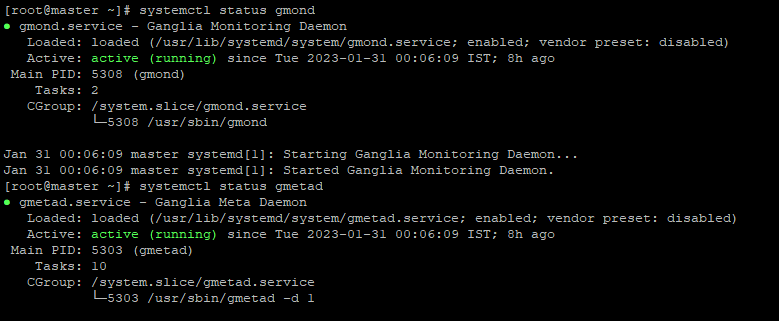 [root@master ~]# systemctl status gmond
● gmond.service - Ganglia Monitoring Daemon
   Loaded: loaded (/usr/lib/systemd/system/gmond.service; enabled; vendor preset: disabled)
   Active: active (running) since Tue 2023-01-31 00:06:09 IST; 8h ago
 Main PID: 5308 (gmond)
    Tasks: 2
   CGroup: /system.slice/gmond.service
           └─5308 /usr/sbin/gmond

Jan 31 00:06:09 master systemd[1]: Starting Ganglia Monitoring Daemon...
Jan 31 00:06:09 master systemd[1]: Started Ganglia Monitoring Daemon.
[root@master ~]# systemctl status gmetad
● gmetad.service - Ganglia Meta Daemon
   Loaded: loaded (/usr/lib/systemd/system/gmetad.service; enabled; vendor preset: disabled)
   Active: active (running) since Tue 2023-01-31 00:06:09 IST; 8h ago
 Main PID: 5303 (gmetad)
    Tasks: 10
   CGroup: /system.slice/gmetad.service
           └─5303 /usr/sbin/gmetad -d 1